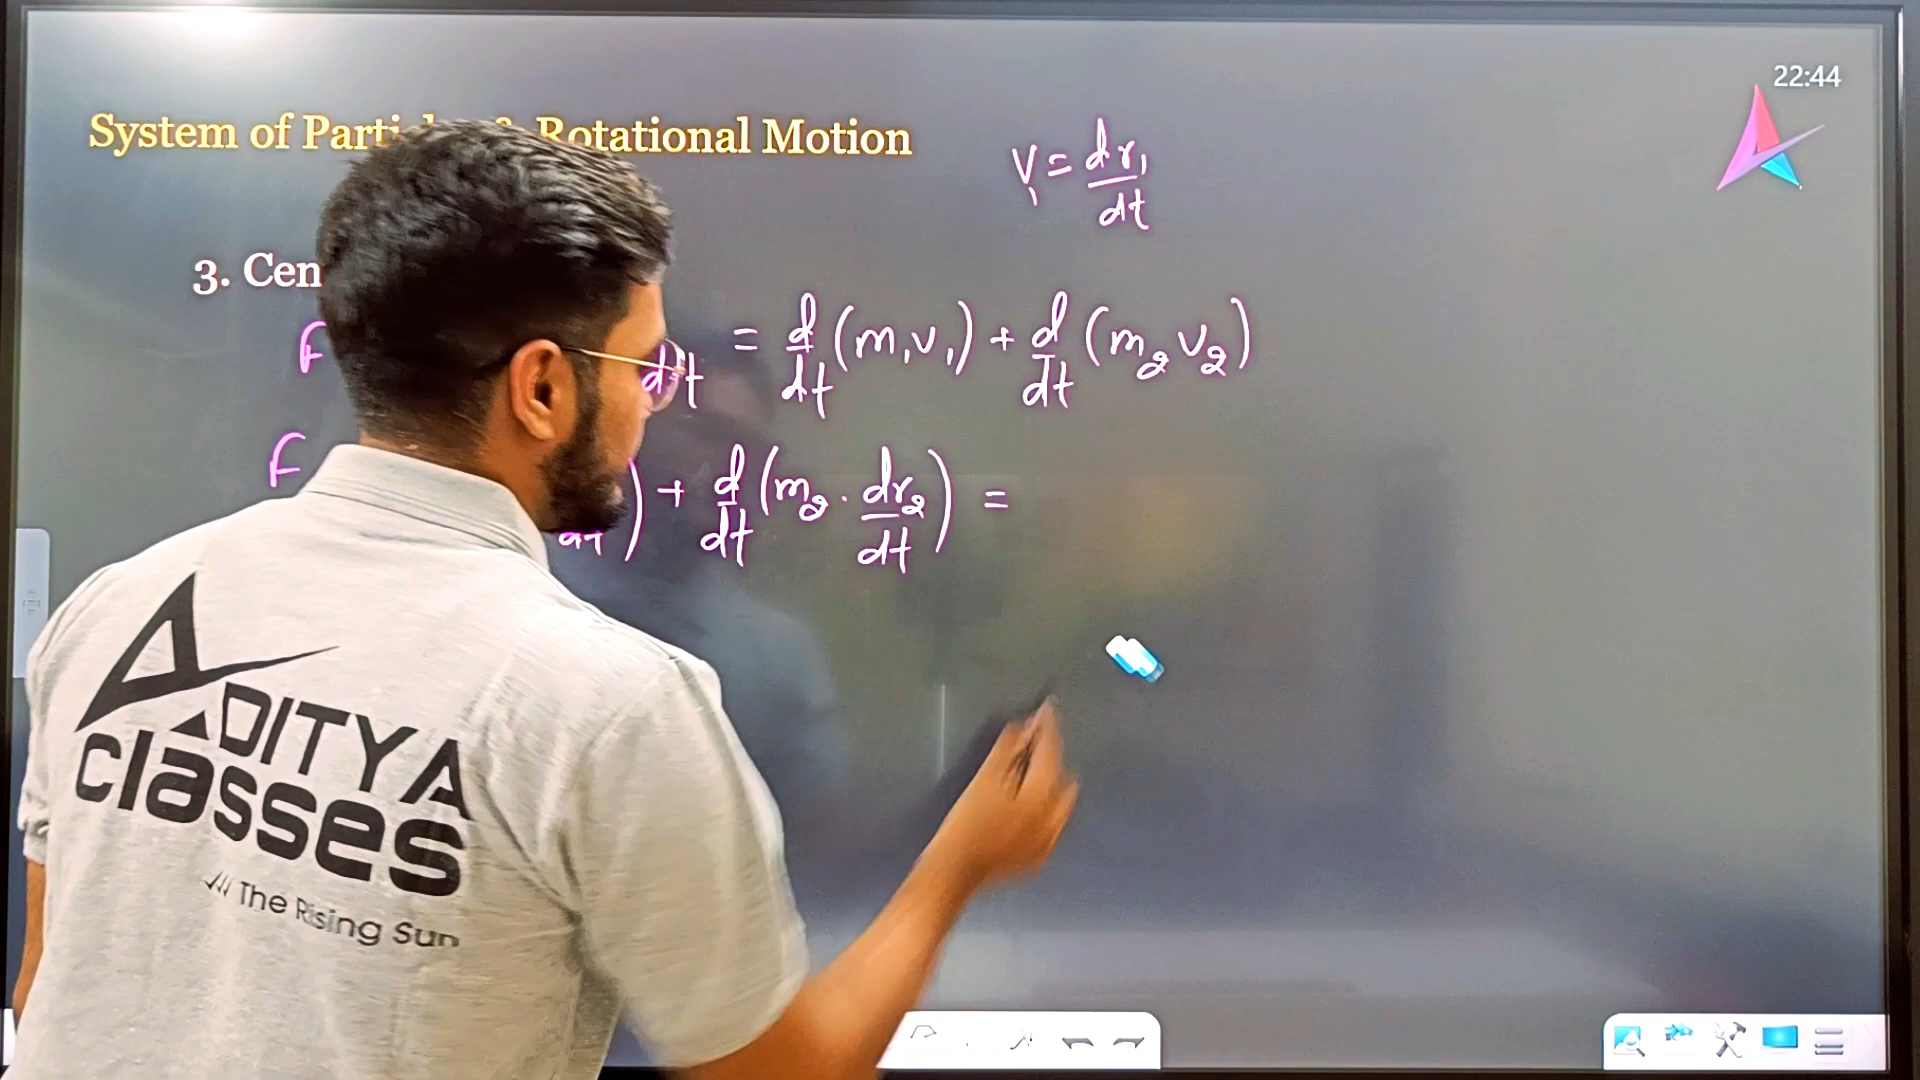 22:44
System of Rotational Motion
v₁ = dr₁/dt
3. Cen
F dt = d/dt (m₁v₁) + d/dt (m₂v₂)
F dt) + d/dt (m₂ · dr₂/dt) =
ADITYA
classes
The Rising Sun